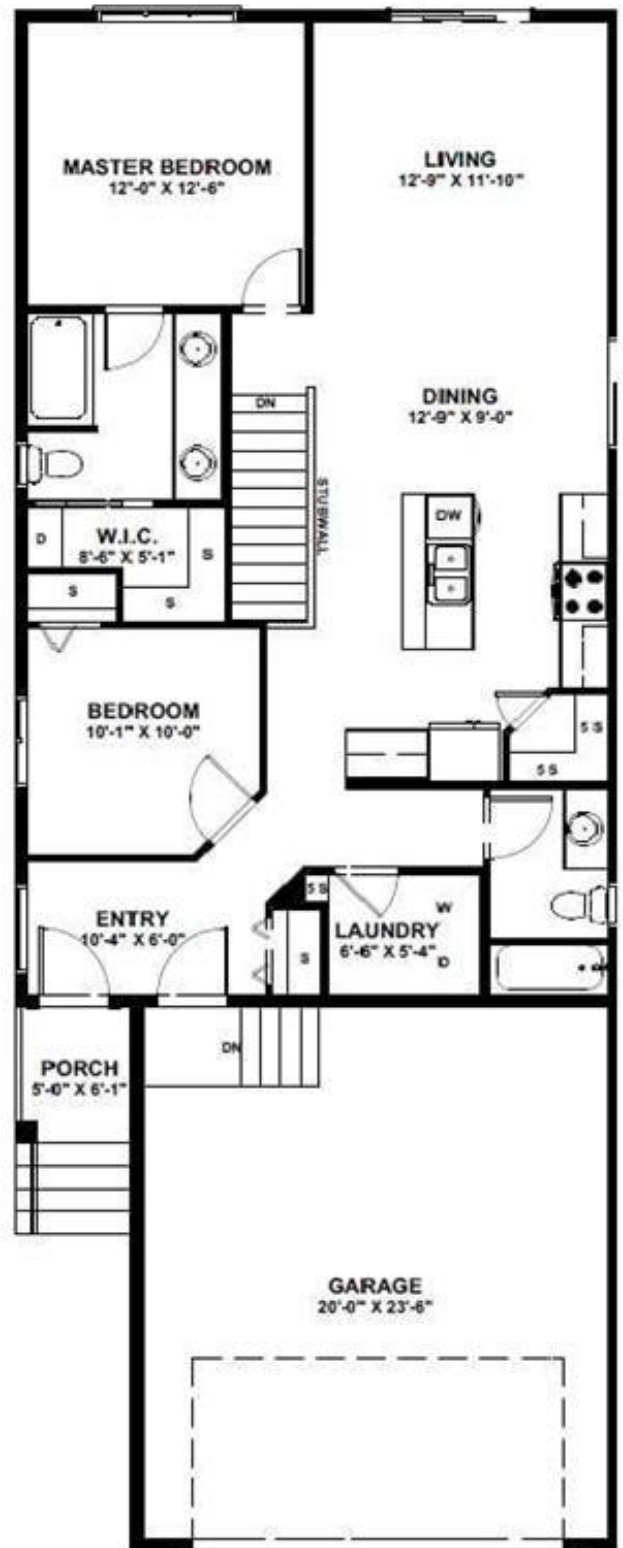 MASTER BEDROOM
12'-0" X 12'-6"
LIVING
12'-9" X 11'-10"
DINING
12'-9" X 9'-0"
DN
STUBWALL
DW
W.I.C.
8'-6" X 5'-1"
D
S
S
S
BEDROOM
10'-1" X 10'-0"
5 S
5 S
ENTRY
10'-4" X 6'-0"
5 S
S
LAUNDRY
6'-6" X 5'-4"
W
D
PORCH
5'-0" X 6'-1"
DN
GARAGE
20'-0" X 23'-6"